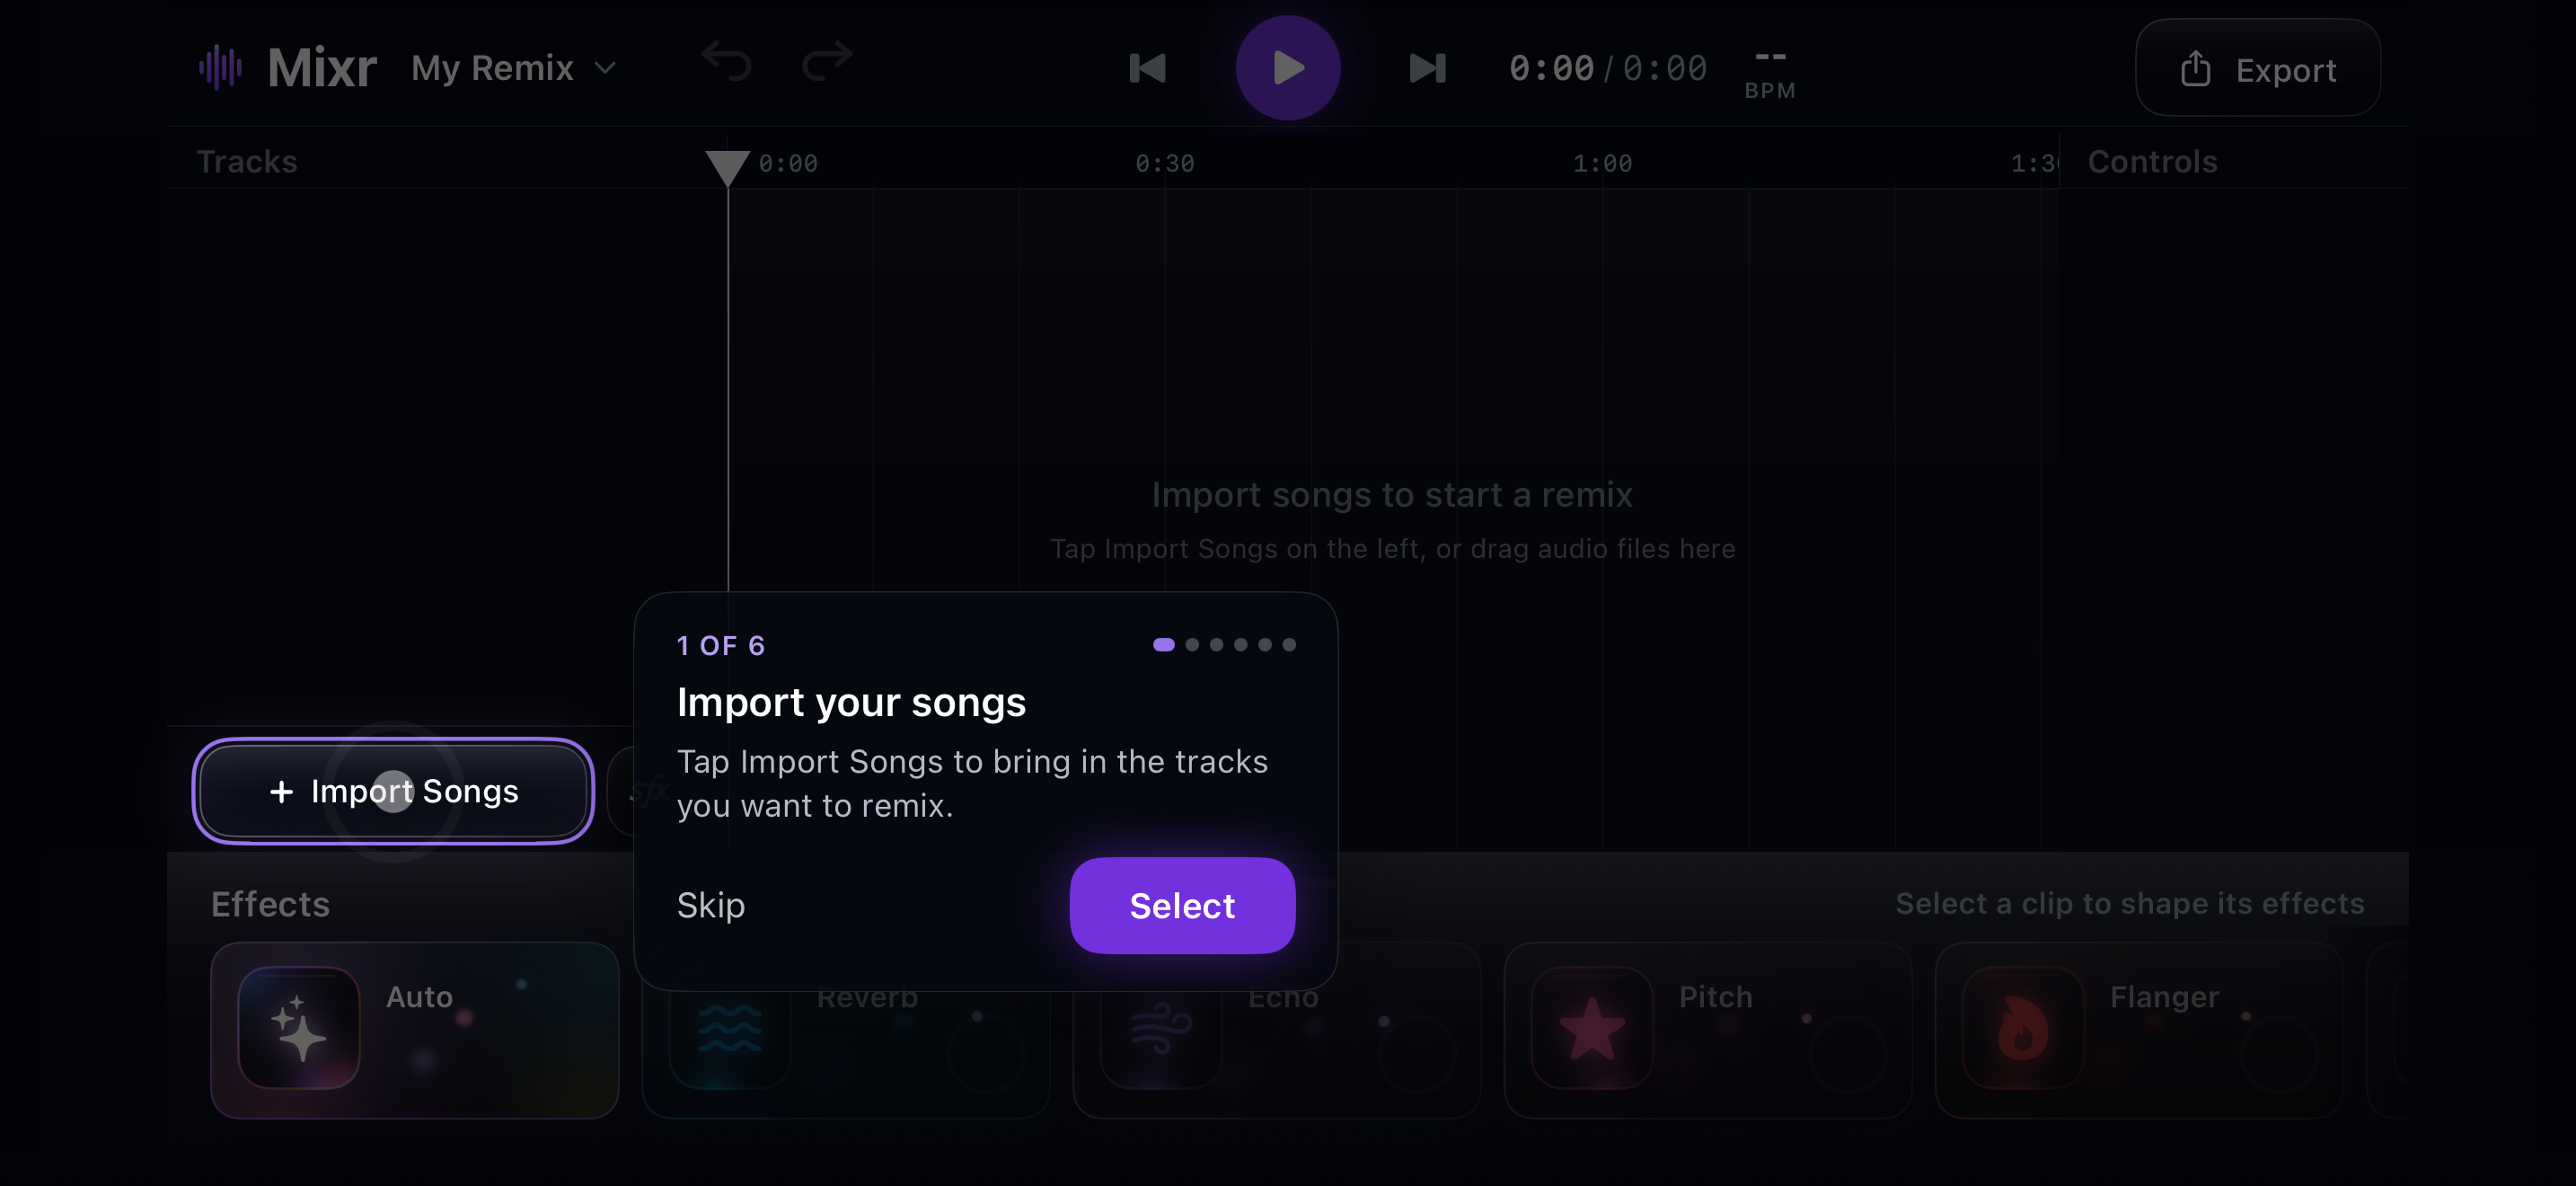 Mixr My Remix 0:00 / 0:00 -- Export
BPM
Tracks 0:00 0:30 1:00 1:3 Controls
Import songs to start a remix
Tap Import Songs on the left, or drag audio files here
1 OF 6
Import your songs
Tap Import Songs to bring in the tracks
you want to remix.
+ Import Songs sfx
Skip Select
Effects Select a clip to shape its effects
Auto Reverb Echo Pitch Flanger